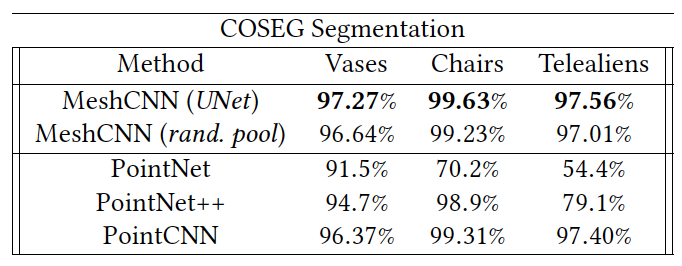 COSEG Segmentation
Method Vases Chairs Telealiens
MeshCNN (UNet) 97.27% 99.63% 97.56%
MeshCNN (rand. pool) 96.64% 99.23% 97.01%
PointNet 91.5% 70.2% 54.4%
PointNet++ 94.7% 98.9% 79.1%
PointCNN 96.37% 99.31% 97.40%